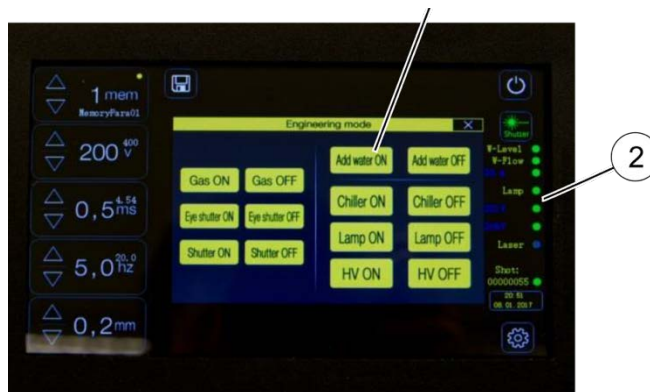 1 mem
MemoryPara01
200 400 V
0,5 4.54 ms
5,0 20.0 hz
0,2 mm
Engineering mode X
Gas ON Gas OFF
Eye shutter ON Eye shutter OFF
Shutter ON Shutter OFF
Add water ON Add water OFF
Chiller ON Chiller OFF
Lamp ON Lamp OFF
HV ON HV OFF
Shutter
W-Level
W-Flow
Lamp
Laser
Shot:
00000055
20:51
08.01.2017
2